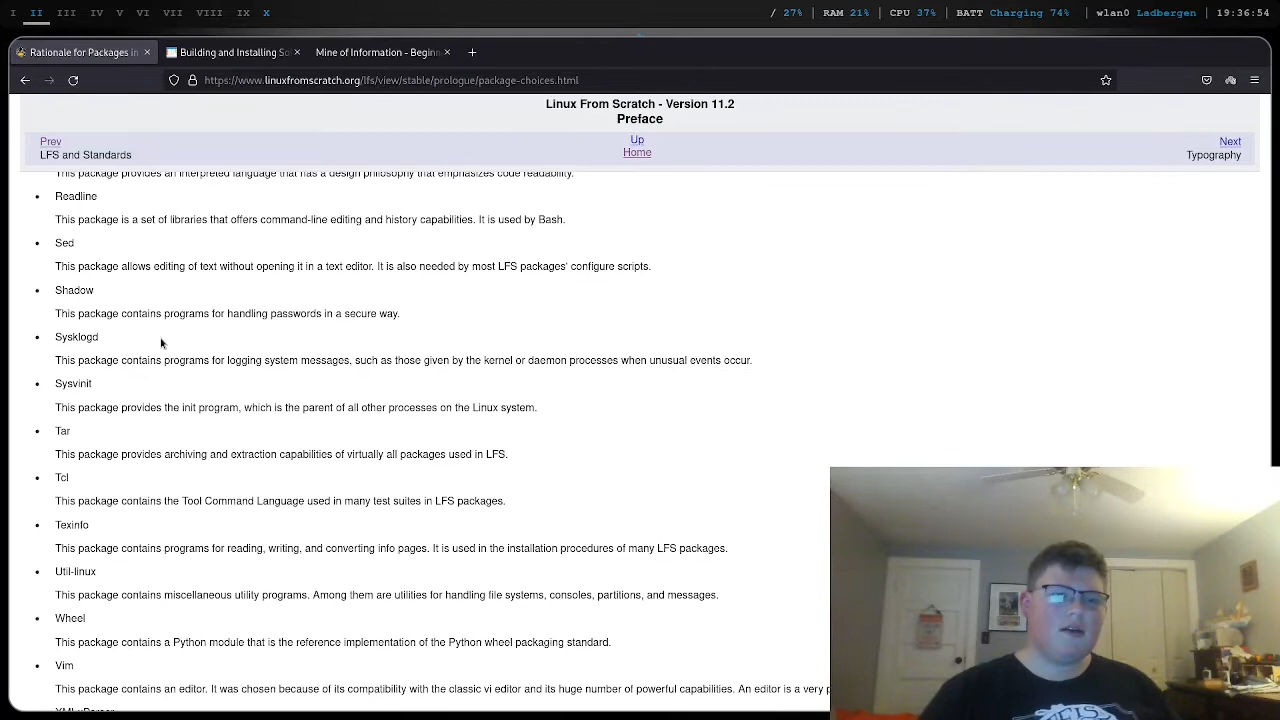 I II III IV V VI VII VIII IX X / 27% | RAM 21% | CPU 37% | BATT Charging 74% | wlan0 Ladbergen | 19:36:54
Rationale for Packages in × Building and Installing So × Mine of Information - Beginn × +
https://www.linuxfromscratch.org/lfs/view/stable/prologue/package-choices.html
Linux From Scratch - Version 11.2
Preface
Prev Up Next
LFS and Standards Home Typography
This package provides an interpreted language that has a design philosophy that emphasizes code readability.
• Readline
This package is a set of libraries that offers command-line editing and history capabilities. It is used by Bash.
• Sed
This package allows editing of text without opening it in a text editor. It is also needed by most LFS packages' configure scripts.
• Shadow
This package contains programs for handling passwords in a secure way.
• Sysklogd
This package contains programs for logging system messages, such as those given by the kernel or daemon processes when unusual events occur.
• Sysvinit
This package provides the init program, which is the parent of all other processes on the Linux system.
• Tar
This package provides archiving and extraction capabilities of virtually all packages used in LFS.
• Tcl
This package contains the Tool Command Language used in many test suites in LFS packages.
• Texinfo
This package contains programs for reading, writing, and converting info pages. It is used in the installation procedures of many LFS packages.
• Util-linux
This package contains miscellaneous utility programs. Among them are utilities for handling file systems, consoles, partitions, and messages.
• Wheel
This package contains a Python module that is the reference implementation of the Python wheel packaging standard.
• Vim
This package contains an editor. It was chosen because of its compatibility with the classic vi editor and its huge number of powerful capabilities. An editor is a very